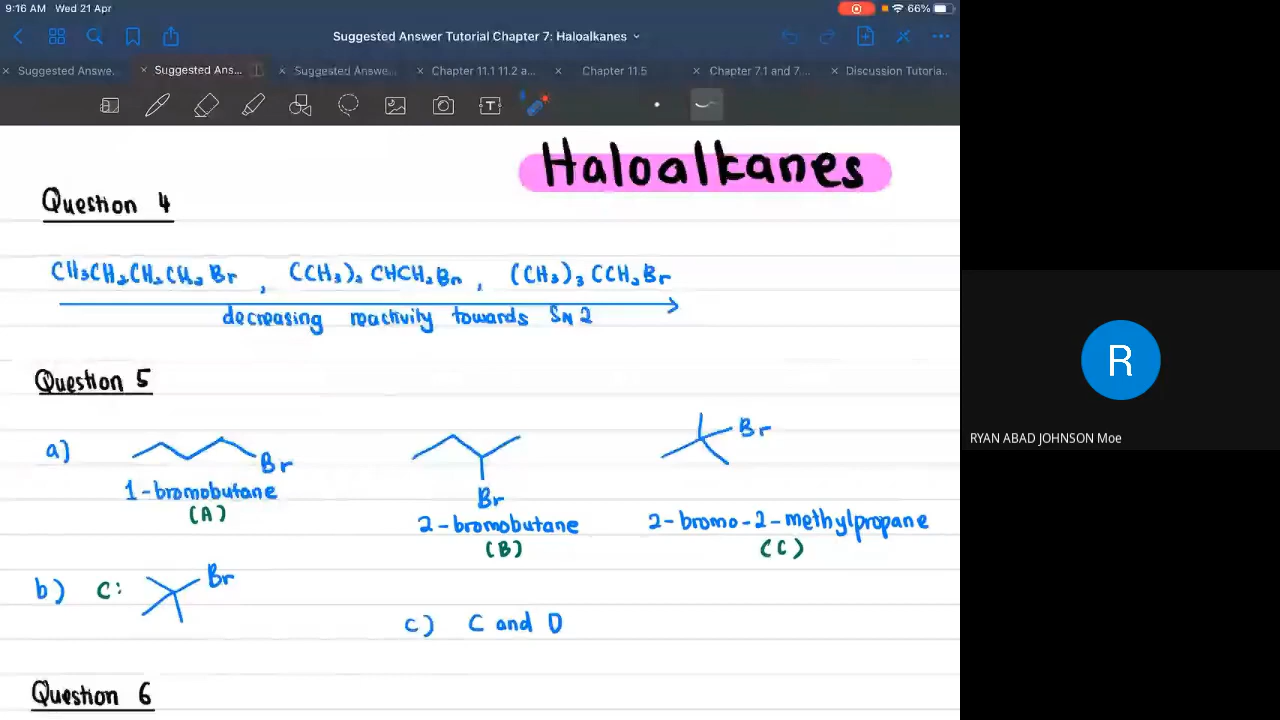 9:16 AM Wed 21 Apr
66%
Suggested Answer Tutorial Chapter 7: Haloalkanes
Suggested Answe...
Suggested Ans...
Suggested Answe...
Chapter 11.1 11.2 a...
Chapter 11.5
Chapter 7.1 and 7....
Discussion Tutoria...
T
Haloalkanes
Question 4
CH₃CH₂CH₂CH₂Br , (CH₃)₂CHCH₂Br , (CH₃)₃CCH₂Br
decreasing reactivity towards SN2
Question 5
a) Br Br Br
1-bromobutane 2-bromobutane 2-bromo-2-methylpropane
(A) (B) (C)
b) C: Br
c) C and D
Question 6
R
RYAN ABAD JOHNSON Moe